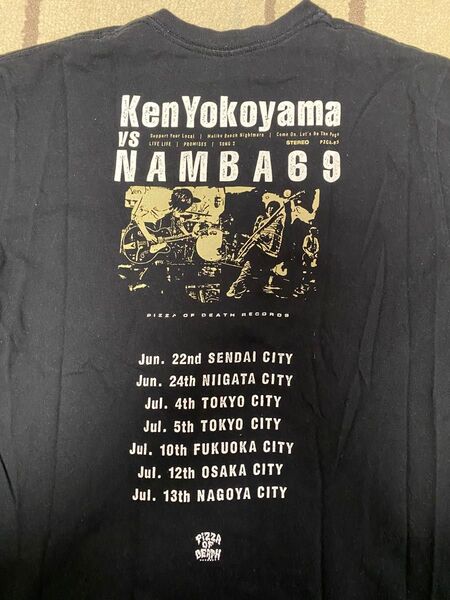 Ken Yokoyama
VS
Support Your Local | Malibu Beach Nightmare | Come On, Let's Do The Pogo
LIVE LIFE | PROMISES | SONG 2 STEREO PZCA-83
NAMBA69
PIZZA OF DEATH RECORDS
Jun. 22nd SENDAI CITY
Jun. 24th NIIGATA CITY
Jul. 4th TOKYO CITY
Jul. 5th TOKYO CITY
Jul. 10th FUKUOKA CITY
Jul. 12th OSAKA CITY
Jul. 13th NAGOYA CITY
PIZZA
OF
DEATH